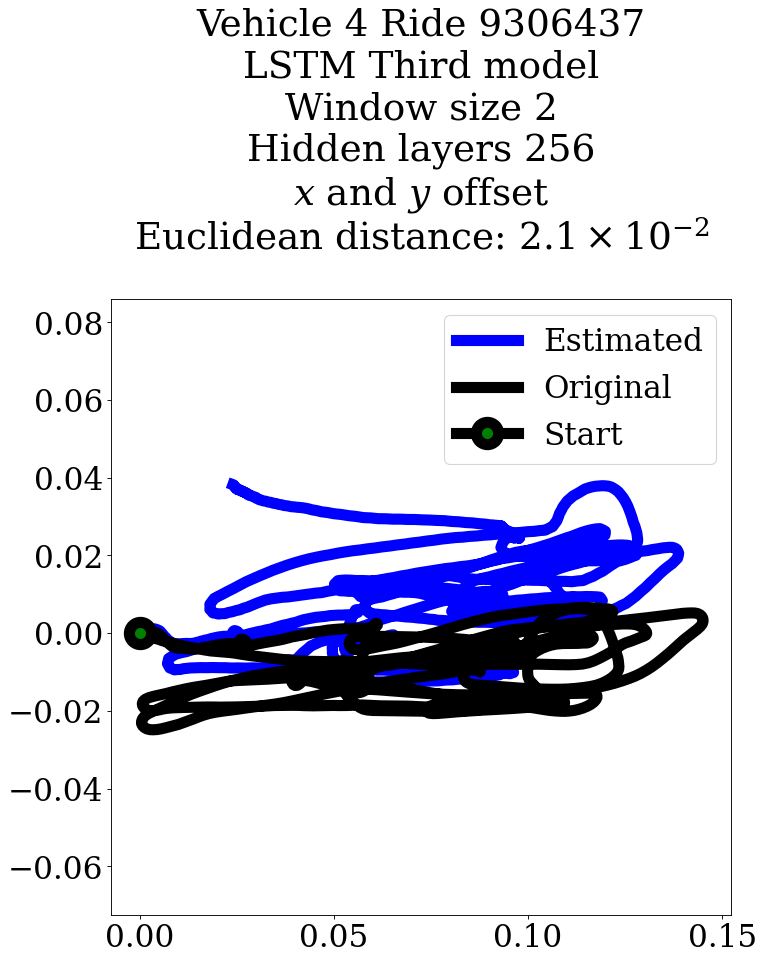 Vehicle 4 Ride 9306437
LSTM Third model
Window size 2
Hidden layers 256
x and y offset
Euclidean distance: 2.1 × 10⁻²
Estimated
Original
Start
0.08
0.06
0.04
0.02
0.00
−0.02
−0.04
−0.06
0.00 0.05 0.10 0.15